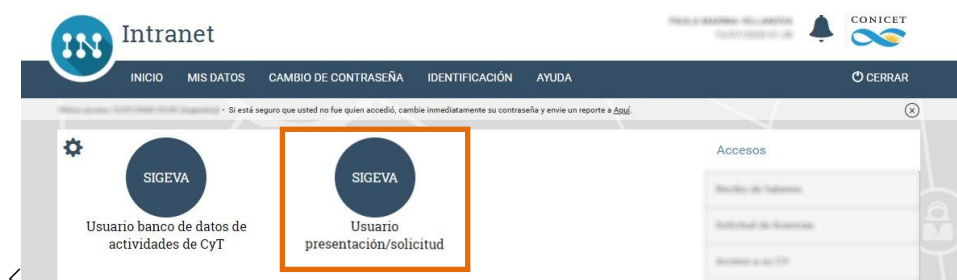 Intranet
CONICET
INICIO MIS DATOS CAMBIO DE CONTRASEÑA IDENTIFICACIÓN AYUDA CERRAR
- Si está seguro que usted no fue quien accedió, cambie inmediatamente su contraseña y envíe un reporte a Aquí.
Accesos
SIGEVA
Usuario banco de datos de
actividades de CyT
SIGEVA
Usuario
presentación/solicitud